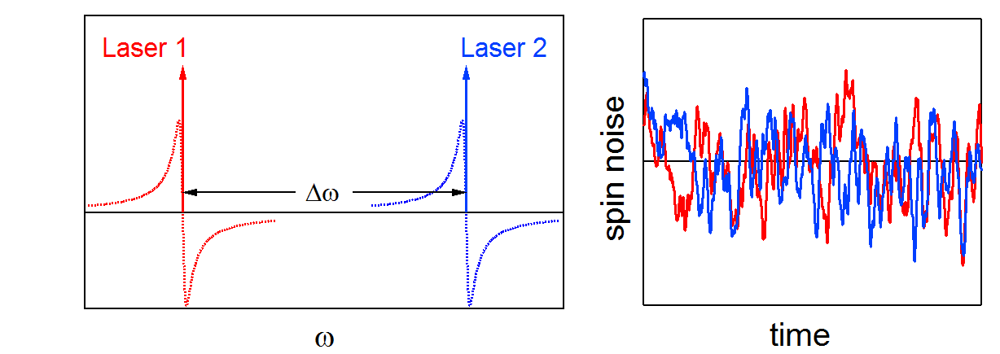 Laser 1
Laser 2
Δω
ω
spin noise
time